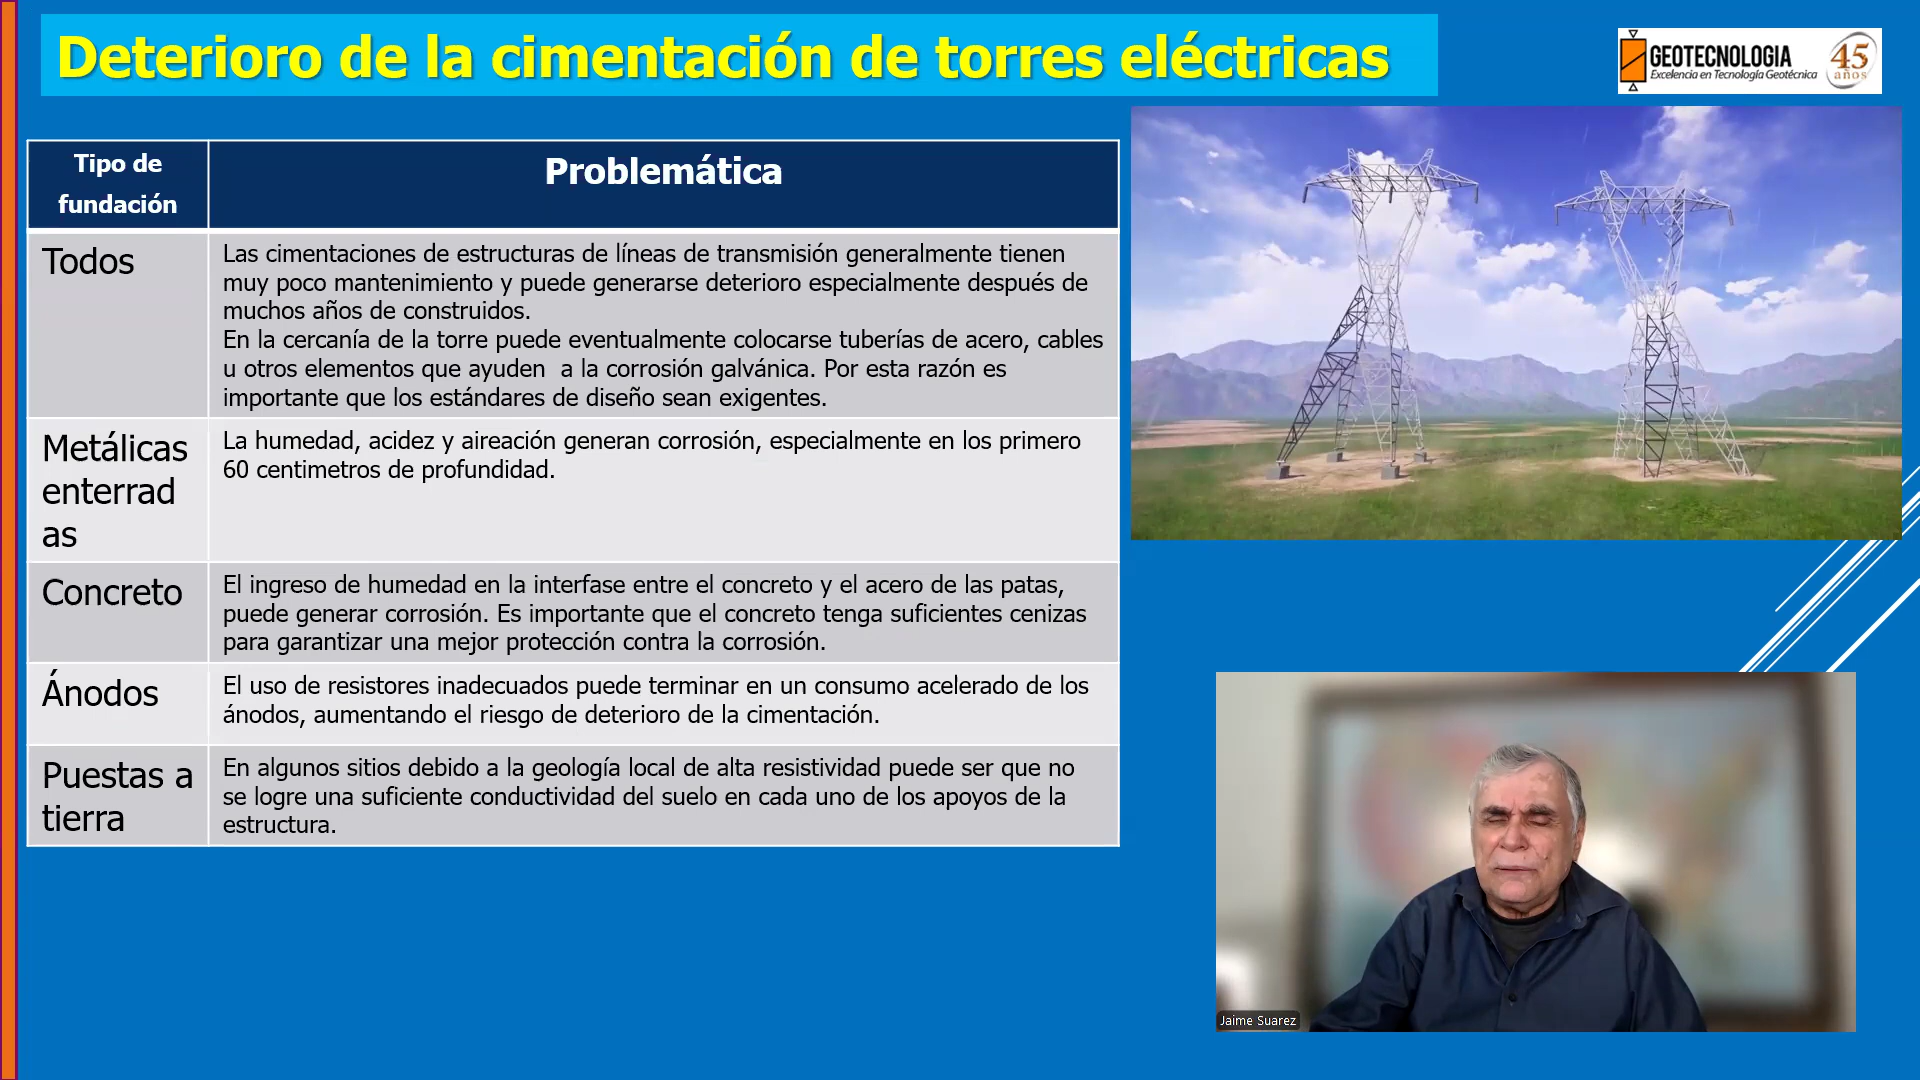 Deterioro de la cimentación de torres eléctricas
GEOTECNOLOGIA
Excelencia en Tecnología Geotécnica
45
años
Tipo de
fundación
Problemática
Todos
Las cimentaciones de estructuras de líneas de transmisión generalmente tienen
muy poco mantenimiento y puede generarse deterioro especialmente después de
muchos años de construidos.
En la cercanía de la torre puede eventualmente colocarse tuberías de acero, cables
u otros elementos que ayuden  a la corrosión galvánica. Por esta razón es
importante que los estándares de diseño sean exigentes.
Metálicas
enterrad
as
La humedad, acidez y aireación generan corrosión, especialmente en los primero
60 centimetros de profundidad.
Concreto
El ingreso de humedad en la interfase entre el concreto y el acero de las patas,
puede generar corrosión. Es importante que el concreto tenga suficientes cenizas
para garantizar una mejor protección contra la corrosión.
Ánodos
El uso de resistores inadecuados puede terminar en un consumo acelerado de los
ánodos, aumentando el riesgo de deterioro de la cimentación.
Puestas a
tierra
En algunos sitios debido a la geología local de alta resistividad puede ser que no
se logre una suficiente conductividad del suelo en cada uno de los apoyos de la
estructura.
Jaime Suarez